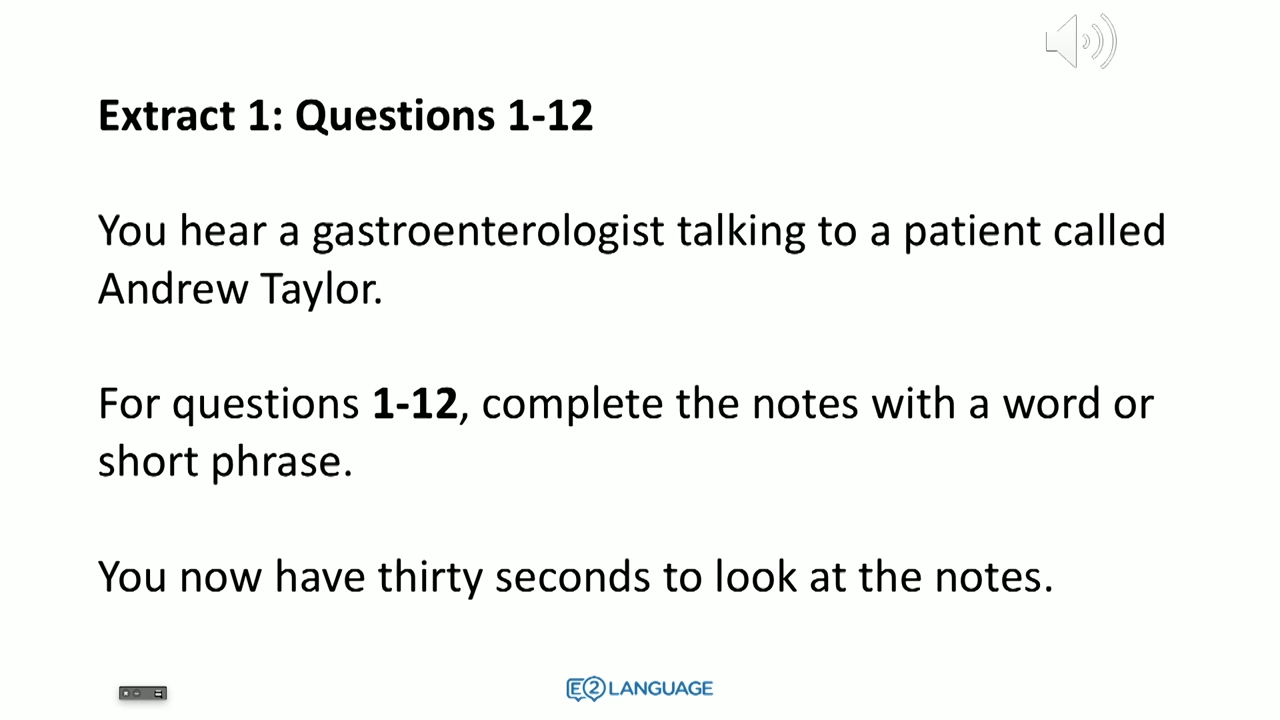 Extract 1: Questions 1-12
You hear a gastroenterologist talking to a patient called
Andrew Taylor.
For questions 1-12, complete the notes with a word or
short phrase.
You now have thirty seconds to look at the notes.
E2 LANGUAGE